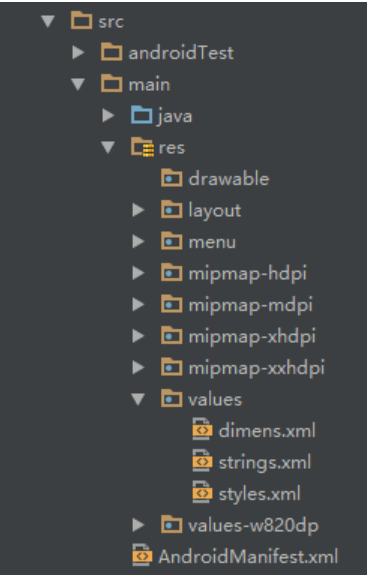 src
androidTest
main
java
res
drawable
layout
menu
mipmap-hdpi
mipmap-mdpi
mipmap-xhdpi
mipmap-xxhdpi
values
dimens.xml
strings.xml
styles.xml
values-w820dp
AndroidManifest.xml